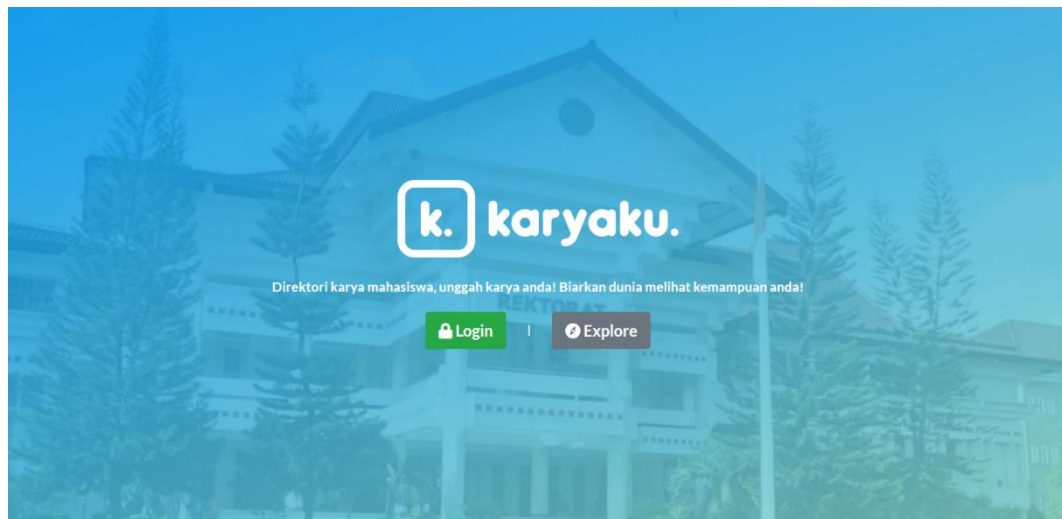 k. karyaku.
Direktori karya mahasiswa, unggah karya anda! Biarkan dunia melihat kemampuan anda!
REKTORAT
Login | Explore